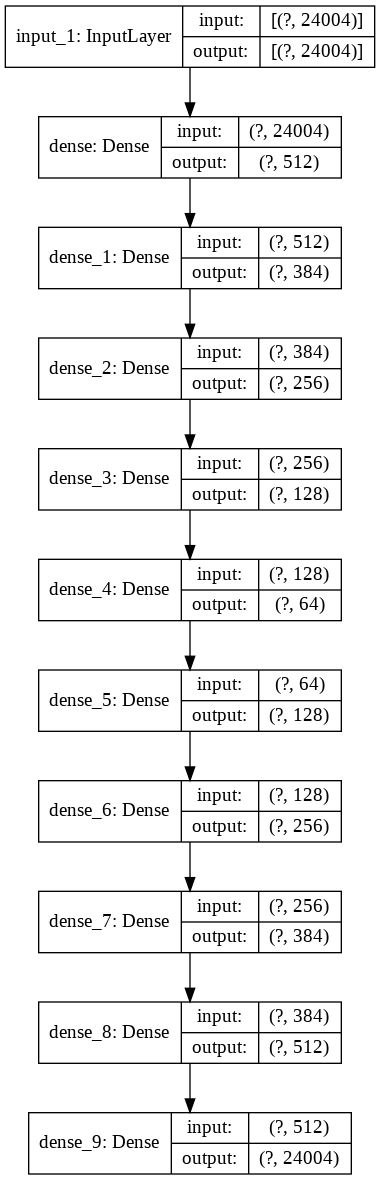 input_1: InputLayer
input:
[(?, 24004)]
output:
[(?, 24004)]
dense: Dense
input:
(?, 24004)
output:
(?, 512)
dense_1: Dense
input:
(?, 512)
output:
(?, 384)
dense_2: Dense
input:
(?, 384)
output:
(?, 256)
dense_3: Dense
input:
(?, 256)
output:
(?, 128)
dense_4: Dense
input:
(?, 128)
output:
(?, 64)
dense_5: Dense
input:
(?, 64)
output:
(?, 128)
dense_6: Dense
input:
(?, 128)
output:
(?, 256)
dense_7: Dense
input:
(?, 256)
output:
(?, 384)
dense_8: Dense
input:
(?, 384)
output:
(?, 512)
dense_9: Dense
input:
(?, 512)
output:
(?, 24004)